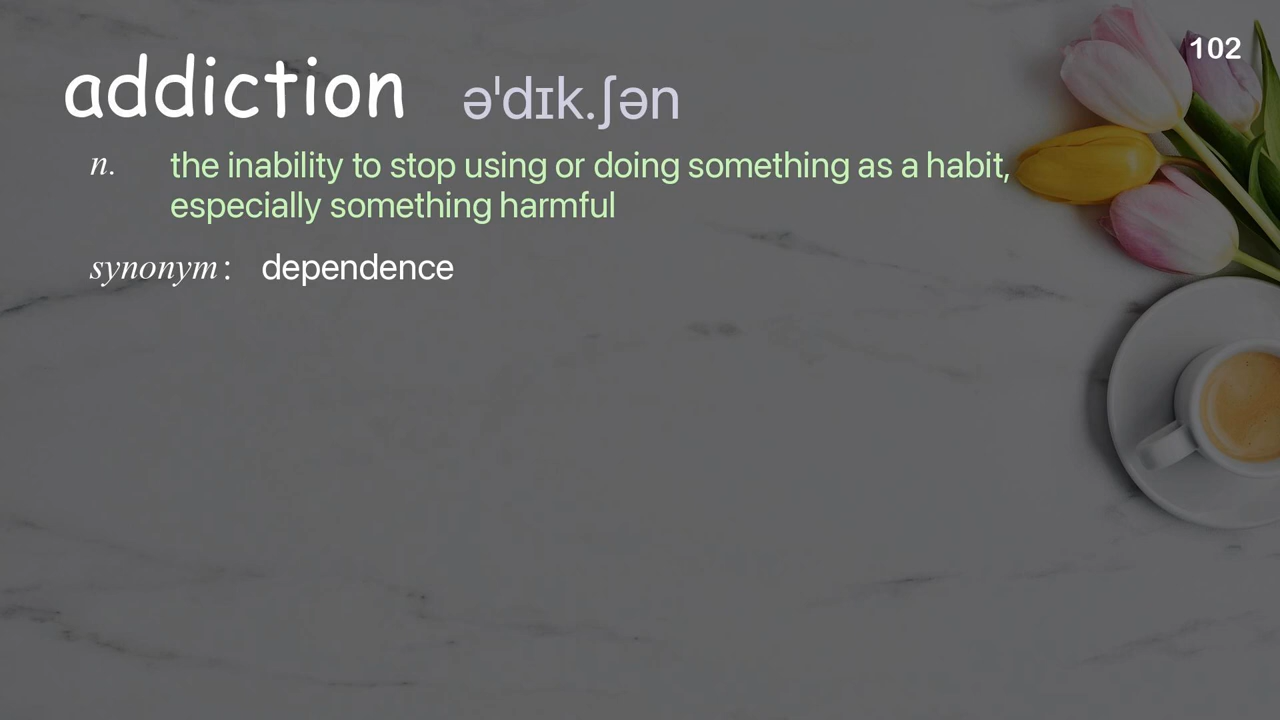 102
addiction əˈdɪk.ʃən
n. the inability to stop using or doing something as a habit,
especially something harmful
synonym: dependence